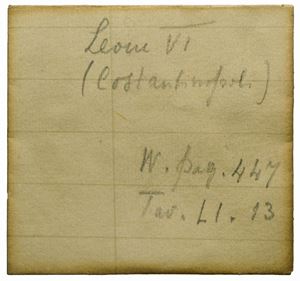 Leone VI
(Costantinopoli)
W. pag. 447
Tav. LI. 13